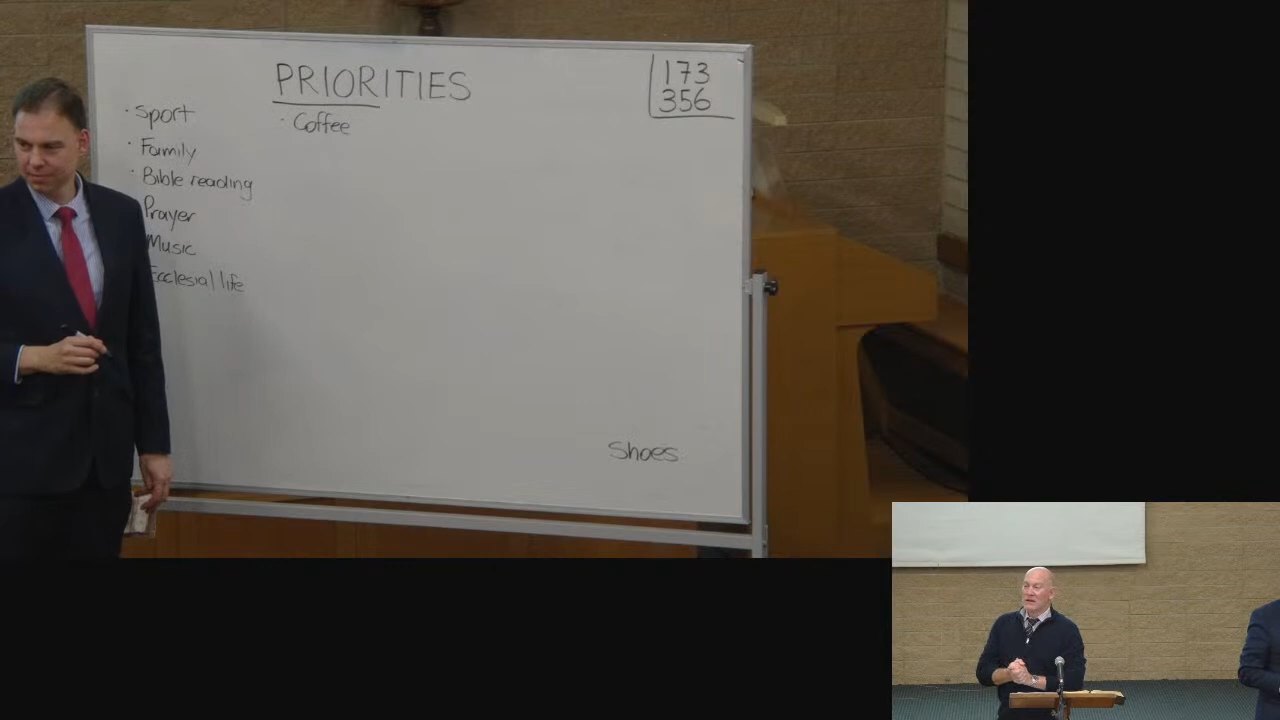 PRIORITIES
173
356
· Sport
· Coffee
· Family
· Bible reading
Prayer
Music
Ecclesial life
Shoes